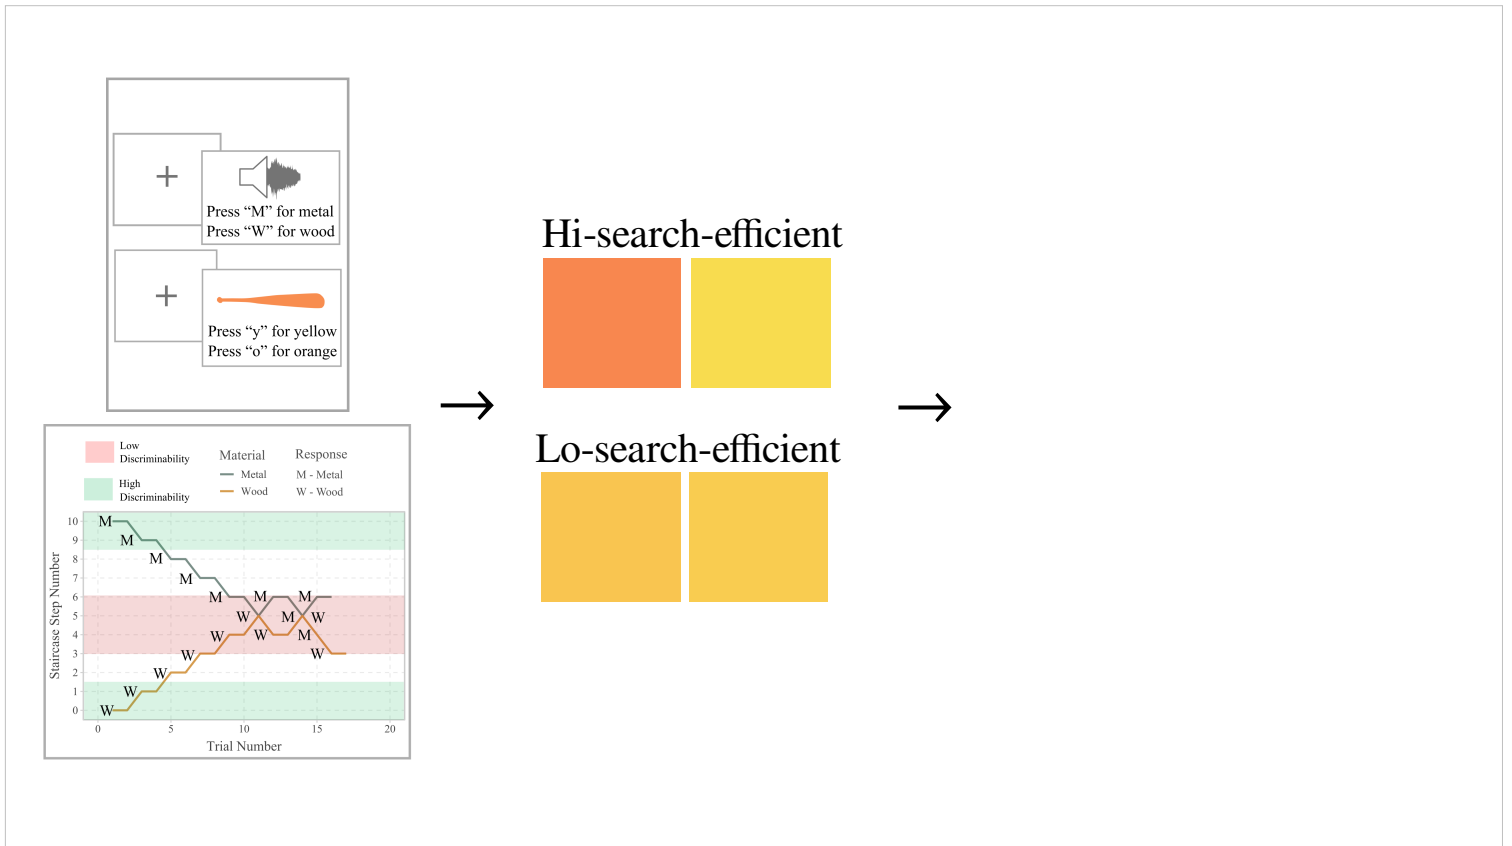 Press “M” for metal
Press “W” for wood
Press “y” for yellow
Press “o” for orange
Low
Discriminability
High
Discriminability
Material
Metal
Wood
Response
M - Metal
W - Wood
Staircase Step Number
10
9
8
7
6
5
4
3
2
1
0
M
M
M
M
M
M
M
W
M
W
W
W
M
W
W
W
W
W
0
5
10
15
20
Trial Number
Hi-search-efficient
Lo-search-efficient